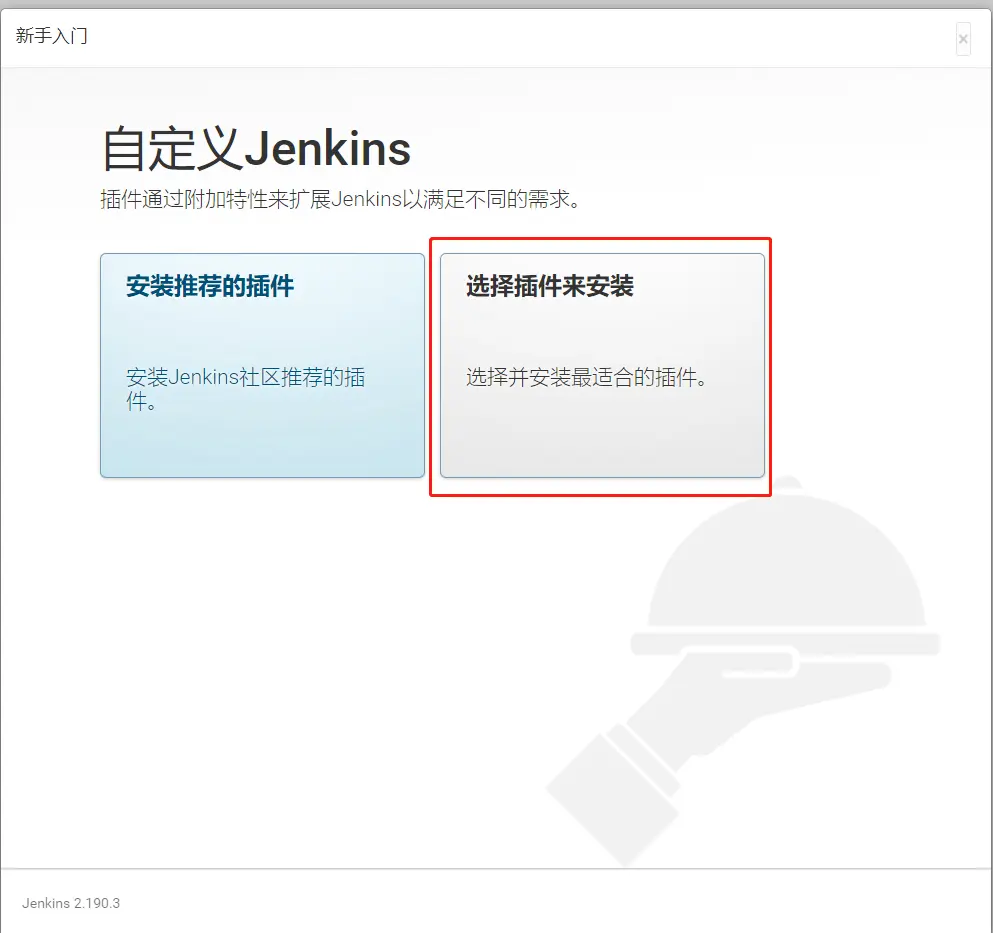 新手入门
×
自定义Jenkins
插件通过附加特性来扩展Jenkins以满足不同的需求。
安装推荐的插件
安装Jenkins社区推荐的插
件。
选择插件来安装
选择并安装最适合的插件。
Jenkins 2.190.3